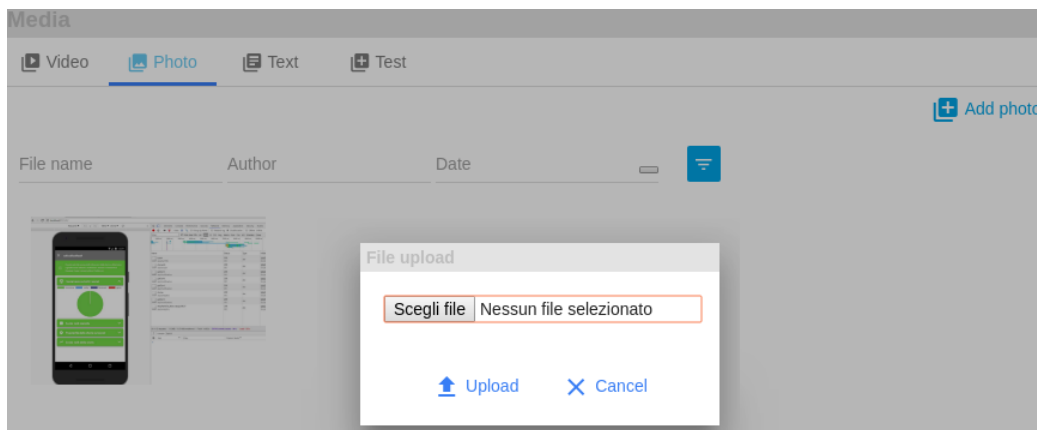 Media
Video Photo Text Test
Add photo
File name Author Date
File upload
Scegli file Nessun file selezionato
Upload Cancel